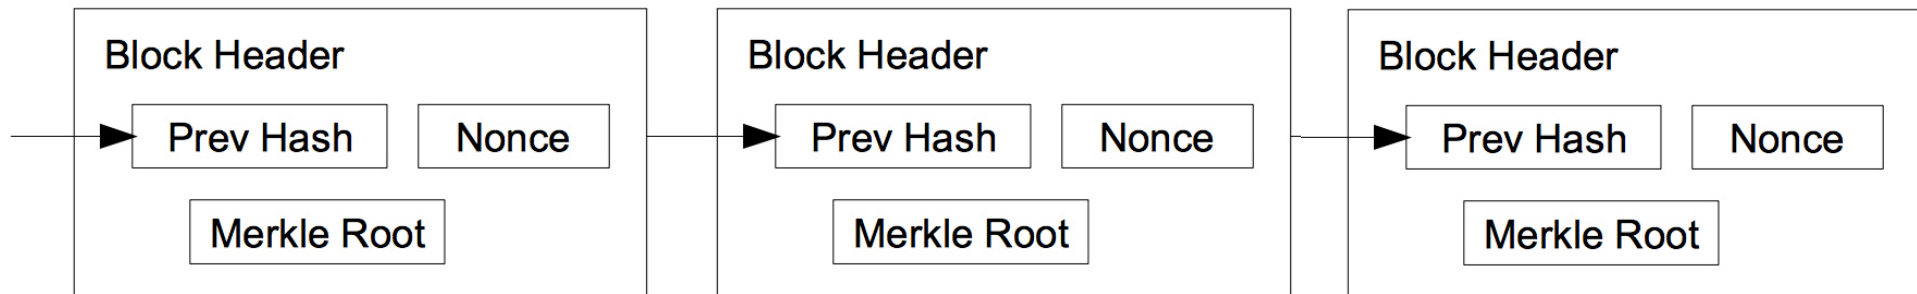 Block Header
Prev Hash
Nonce
Merkle Root
Block Header
Prev Hash
Nonce
Merkle Root
Block Header
Prev Hash
Nonce
Merkle Root